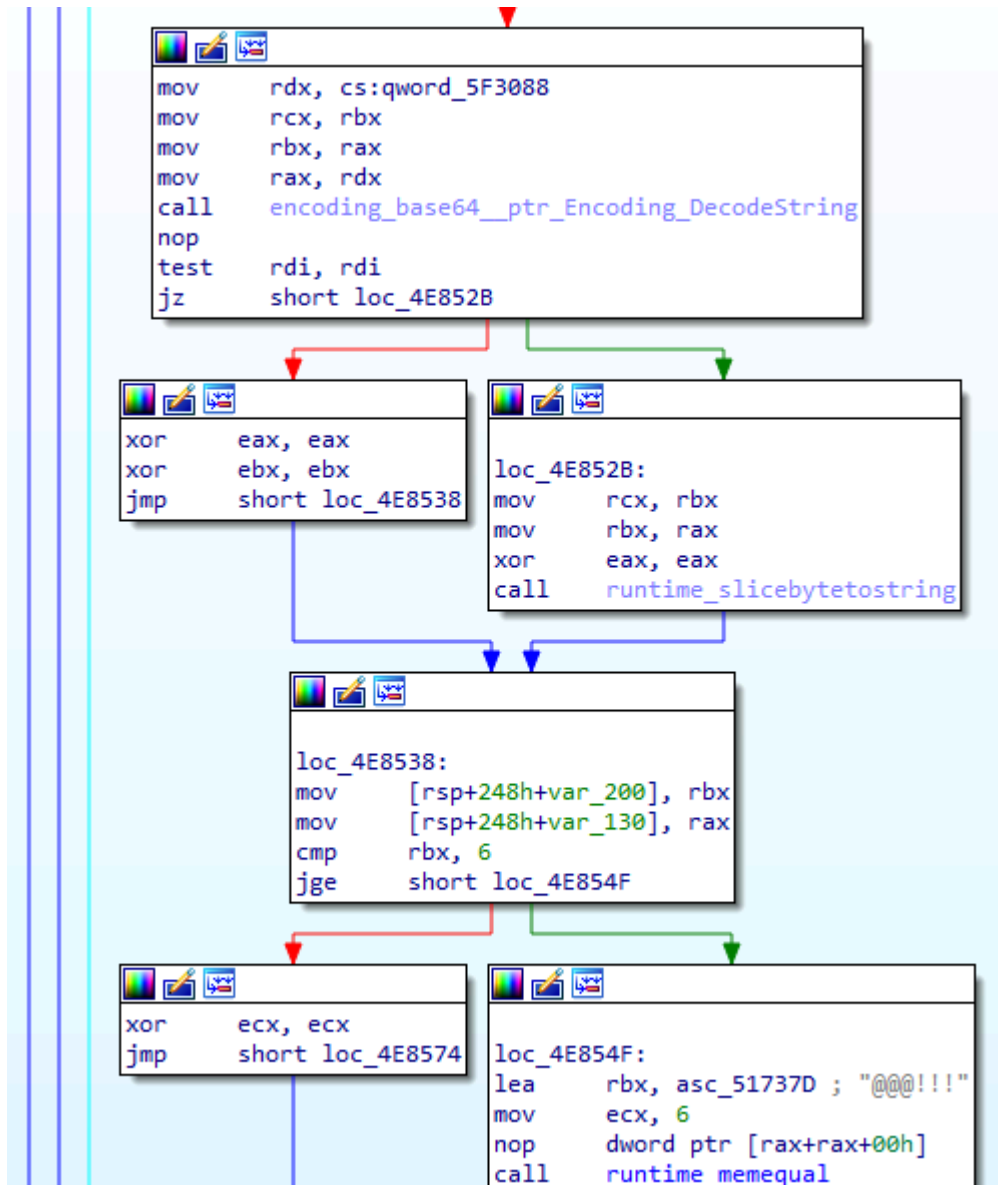 mov rdx, cs:qword_5F3088
mov rcx, rbx
mov rbx, rax
mov rax, rdx
call encoding_base64__ptr_Encoding_DecodeString
nop
test rdi, rdi
jz short loc_4E852B
xor eax, eax
xor ebx, ebx
jmp short loc_4E8538
loc_4E852B:
mov rcx, rbx
mov rbx, rax
xor eax, eax
call runtime_slicebytetostring
loc_4E8538:
mov [rsp+248h+var_200], rbx
mov [rsp+248h+var_130], rax
cmp rbx, 6
jge short loc_4E854F
xor ecx, ecx
jmp short loc_4E8574
loc_4E854F:
lea rbx, asc_51737D ; "@@@!!!"
mov ecx, 6
nop dword ptr [rax+rax+00h]
call runtime_memequal